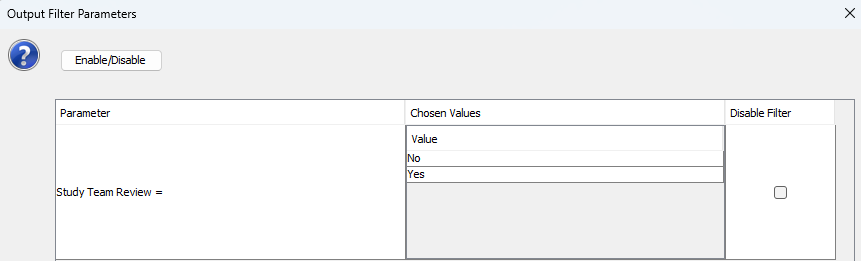 Output Filter Parameters
?
Enable/Disable
Parameter Chosen Values Disable Filter
Value
No
Yes
Study Team Review =